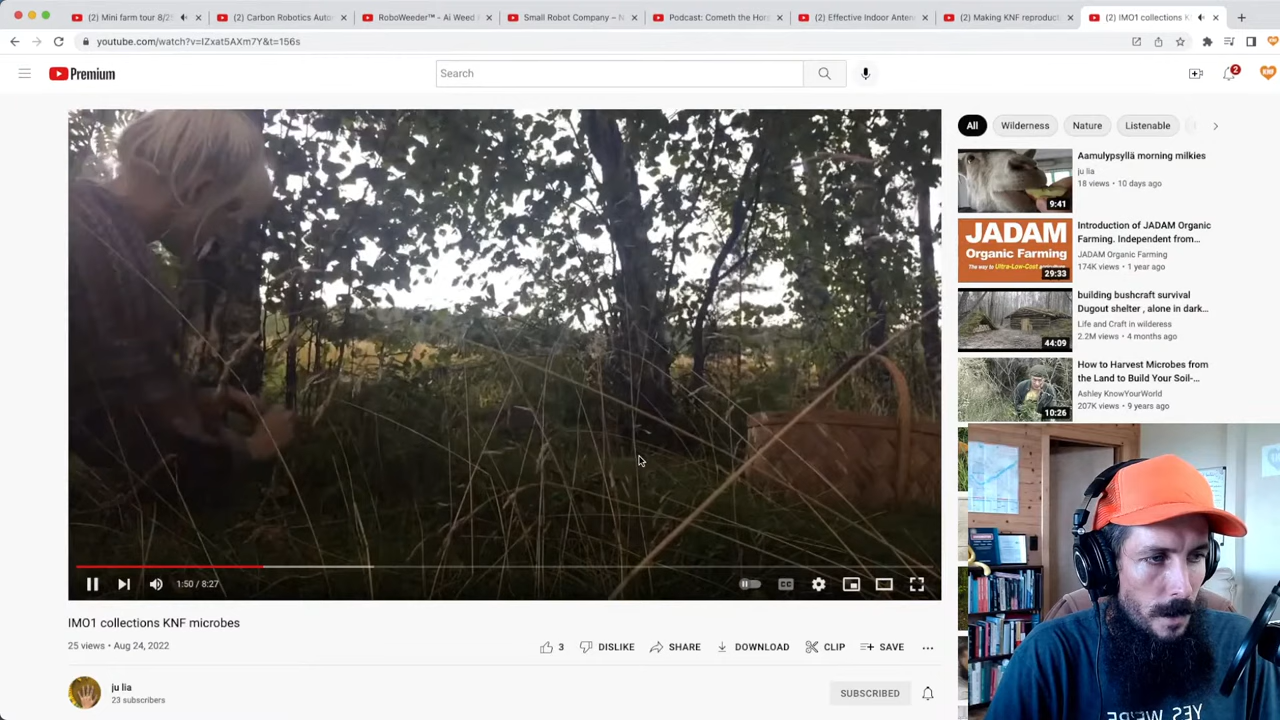 (2) Mini farm tour 8/2
(2) Carbon Robotics Auto
RoboWeeder™ - Ai Weed
Small Robot Company – N
Podcast: Cometh the Hor
(2) Effective Indoor Anten
(2) Making KNF reproduct
(2) IMO1 collections K
youtube.com/watch?v=IZxat5AXm7Y&t=156s
Premium
Search
2
All
Wilderness
Nature
Listenable
Aamulypsyllä morning milkies
ju lia
18 views • 10 days ago
9:41
JADAM
Organic Farming
The way to Ultra-Low-Cost
29:33
Introduction of JADAM Organic
Farming. Independent from...
JADAM Organic Farming
174K views • 1 year ago
building bushcraft survival
Dugout shelter , alone in dark...
Life and Craft in wilderess
2.2M views • 4 months ago
44:09
How to Harvest Microbes from
the Land to Build Your Soil-...
Ashley KnowYourWorld
207K views • 9 years ago
10:26
1:50 / 8:27
CC
IMO1 collections KNF microbes
25 views • Aug 24, 2022
3
DISLIKE
SHARE
DOWNLOAD
CLIP
SAVE
ju lia
23 subscribers
SUBSCRIBED
YES WE'RE